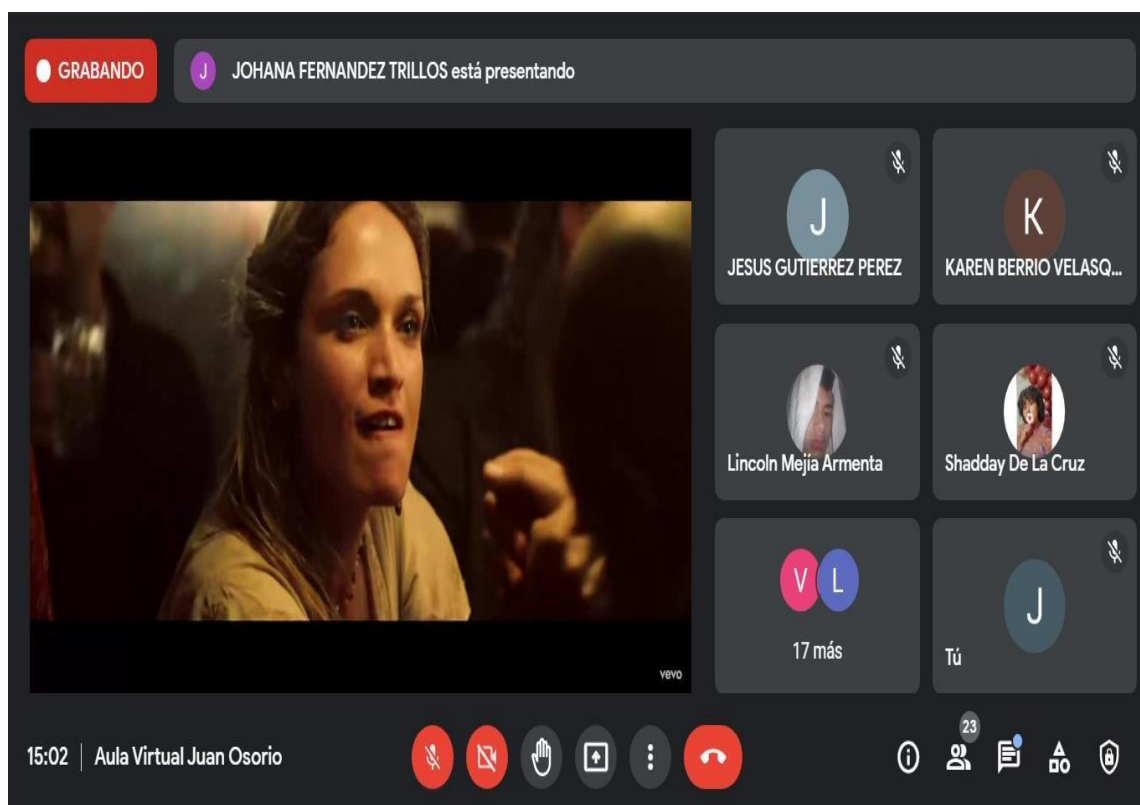 GRABANDO
J
JOHANA FERNANDEZ TRILLOS está presentando
J
JESUS GUTIERREZ PEREZ
K
KAREN BERRIO VELASQ...
Lincoln Mejía Armenta
Shadday De La Cruz
V L
17 más
J
Tú
vevo
15:02 | Aula Virtual Juan Osorio
23